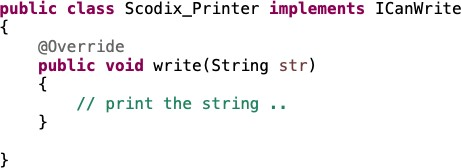 public class Scodix_Printer implements ICanWrite
{
    @Override
    public void write(String str)
    {
        // print the string ..
    }

}